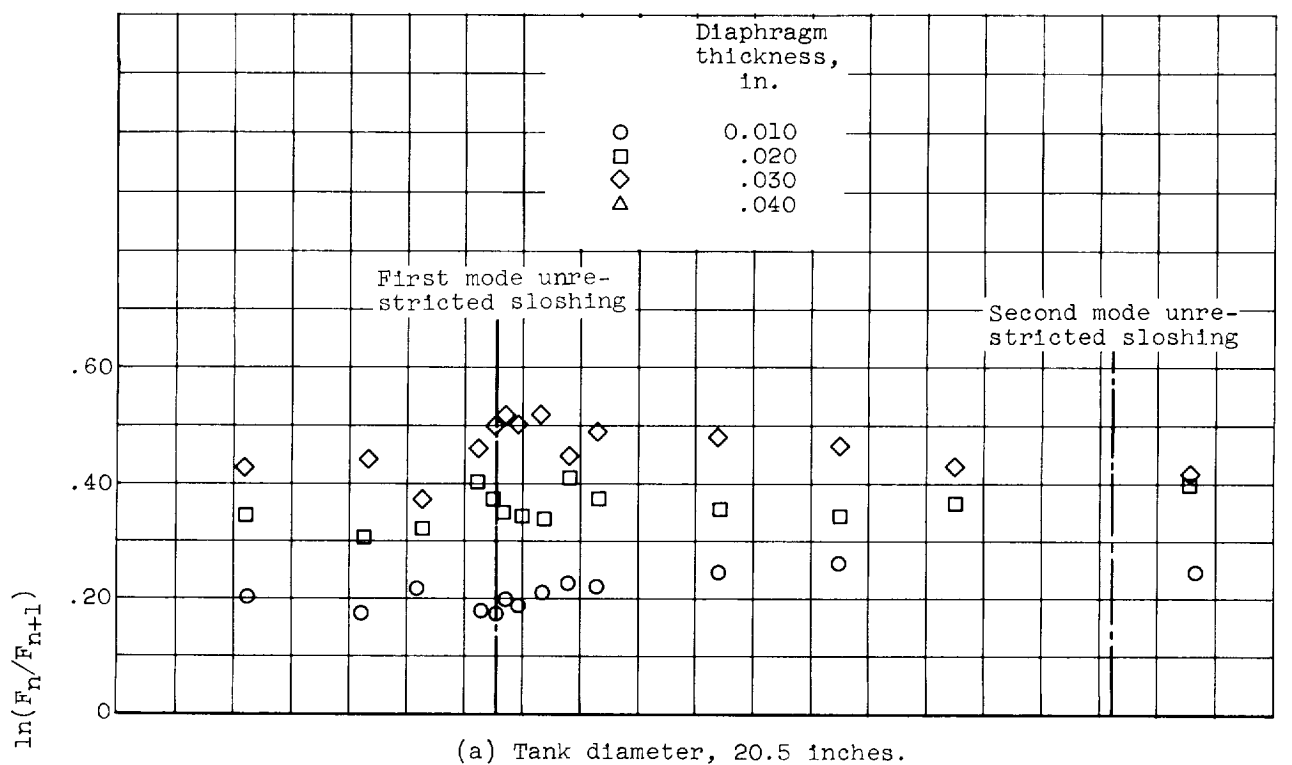 Diaphragm
thickness,
in.
0.010
.020
.030
.040
First mode unre-
stricted sloshing
Second mode unre-
stricted sloshing
.60
.40
.20
0
ln(Fn/Fn+1)
(a) Tank diameter, 20.5 inches.